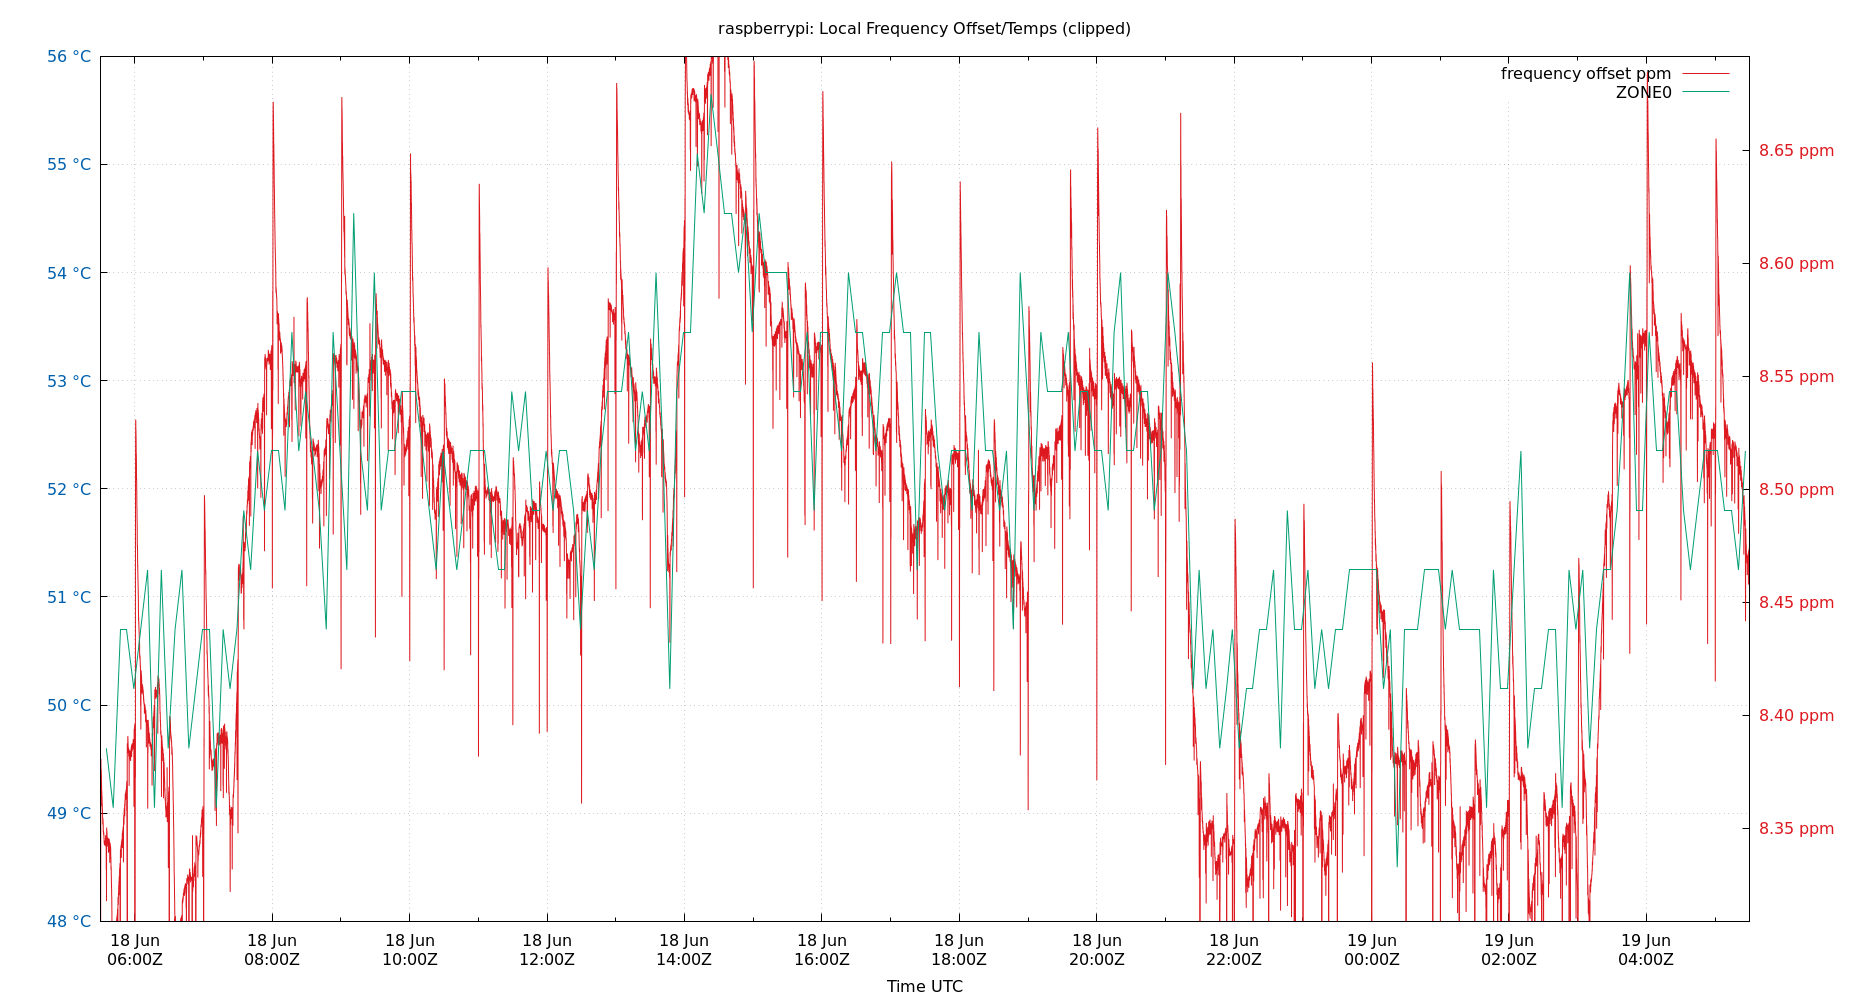 raspberrypi: Local Frequency Offset/Temps (clipped)
frequency offset ppm
ZONE0
56 °C
55 °C
54 °C
53 °C
52 °C
51 °C
50 °C
49 °C
48 °C
8.65 ppm
8.60 ppm
8.55 ppm
8.50 ppm
8.45 ppm
8.40 ppm
8.35 ppm
18 Jun 18 Jun 18 Jun 18 Jun 18 Jun 18 Jun 18 Jun 18 Jun 18 Jun 19 Jun 19 Jun 19 Jun
06:00Z 08:00Z 10:00Z 12:00Z 14:00Z 16:00Z 18:00Z 20:00Z 22:00Z 00:00Z 02:00Z 04:00Z
Time UTC